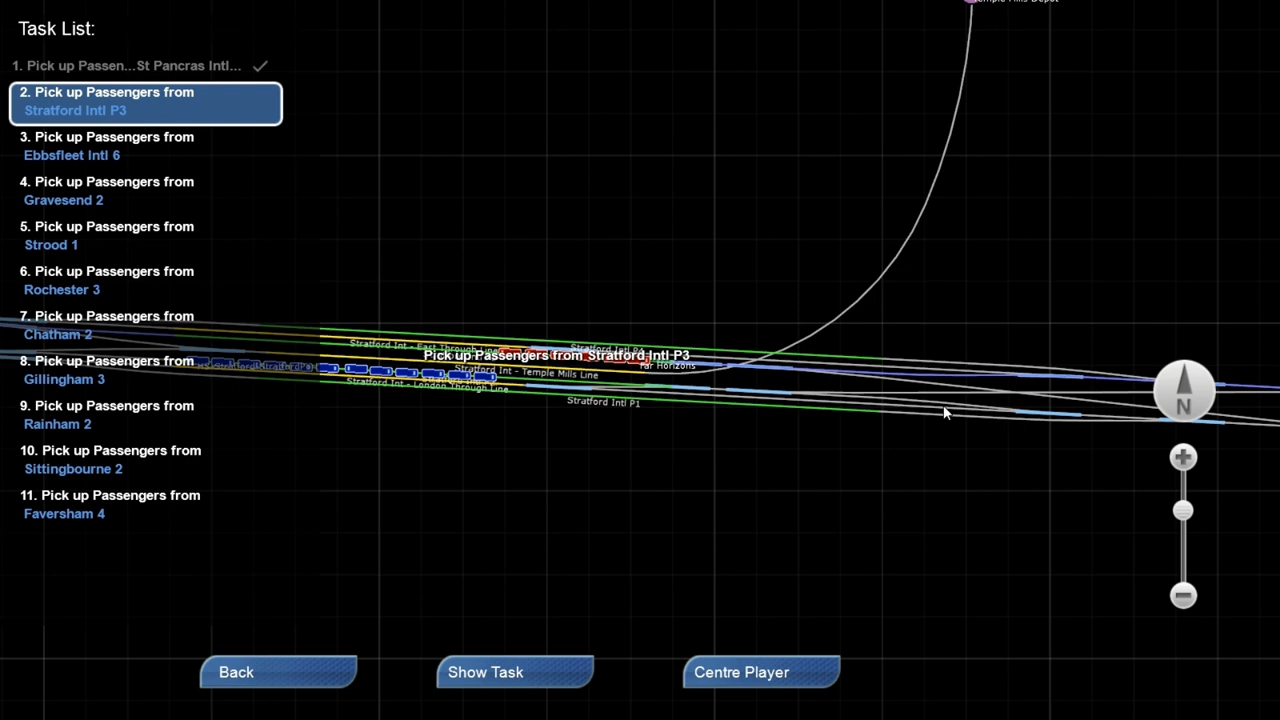 Temple Mills Depot
Task List:
1. Pick up Passen...St Pancras Intl...
2. Pick up Passengers from
Stratford Intl P3
3. Pick up Passengers from
Ebbsfleet Intl 6
4. Pick up Passengers from
Gravesend 2
5. Pick up Passengers from
Strood 1
6. Pick up Passengers from
Rochester 3
7. Pick up Passengers from
Chatham 2
8. Pick up Passengers from
Gillingham 3
9. Pick up Passengers from
Rainham 2
10. Pick up Passengers from
Sittingbourne 2
11. Pick up Passengers from
Faversham 4
Stratford Int - East Through Line
Stratford Intl P4
Pick up Passengers from Stratford Intl P3
Far Horizons
Stratford Int - Temple Mills Line
Stratford Int - London Through Line
Stratford Intl P1
N
Back
Show Task
Centre Player